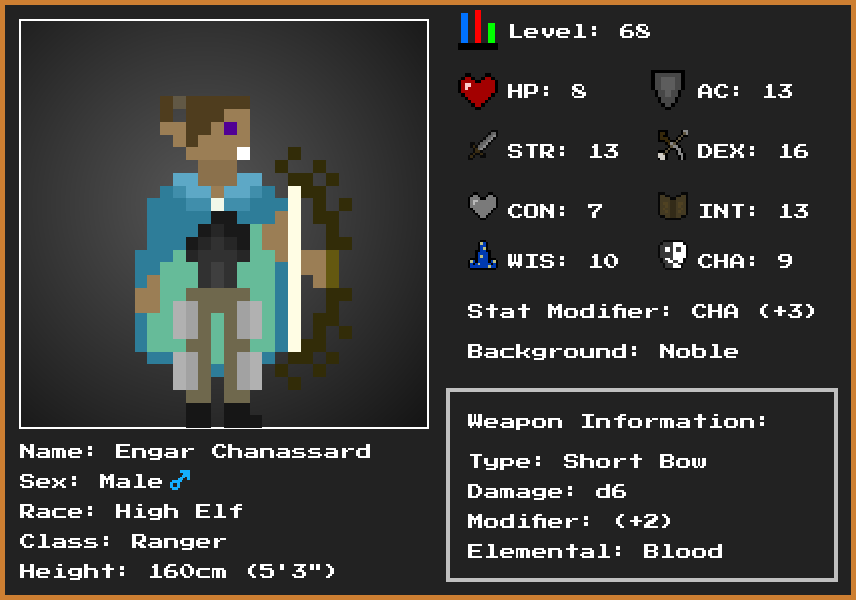 Level: 68
HP: 8 AC: 13
STR: 13 DEX: 16
CON: 7 INT: 13
WIS: 10 CHA: 9
Stat Modifier: CHA (+3)
Background: Noble
Weapon Information:
Type: Short Bow
Damage: d6
Modifier: (+2)
Elemental: Blood
Name: Engar Chanassard
Sex: Male♂
Race: High Elf
Class: Ranger
Height: 160cm (5'3")